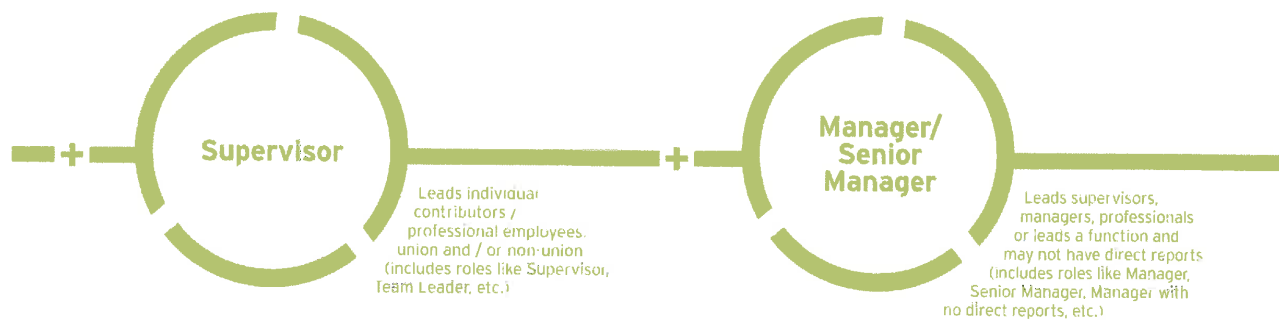 +
Supervisor
Leads individual
contributors /
professional employees,
union and / or non-union
(includes roles like Supervisor,
Team Leader, etc.)
+
Manager/
Senior
Manager
Leads supervisors,
managers, professionals
or leads a function and
may not have direct reports
(includes roles like Manager,
Senior Manager, Manager with
no direct reports, etc.)